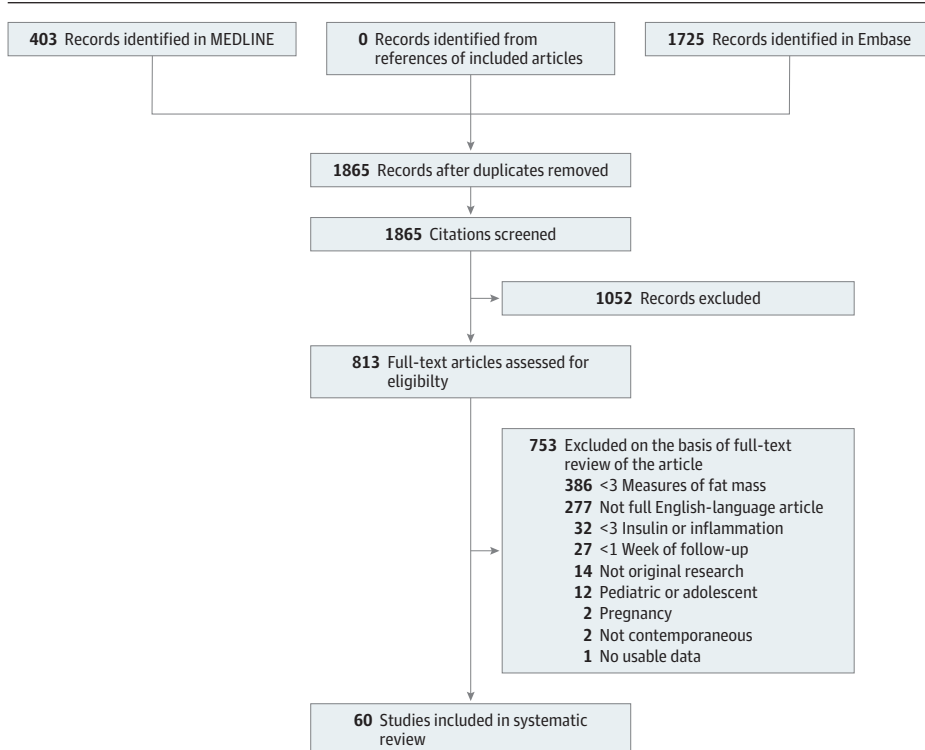 403 Records identified in MEDLINE
0 Records identified from
references of included articles
1725 Records identified in Embase
1865 Records after duplicates removed
1865 Citations screened
1052 Records excluded
813 Full-text articles assessed for
eligibilty
753 Excluded on the basis of full-text
review of the article
386 <3 Measures of fat mass
277 Not full English-language article
32 <3 Insulin or inflammation
27 <1 Week of follow-up
14 Not original research
12 Pediatric or adolescent
2 Pregnancy
2 Not contemporaneous
1 No usable data
60 Studies included in systematic
review